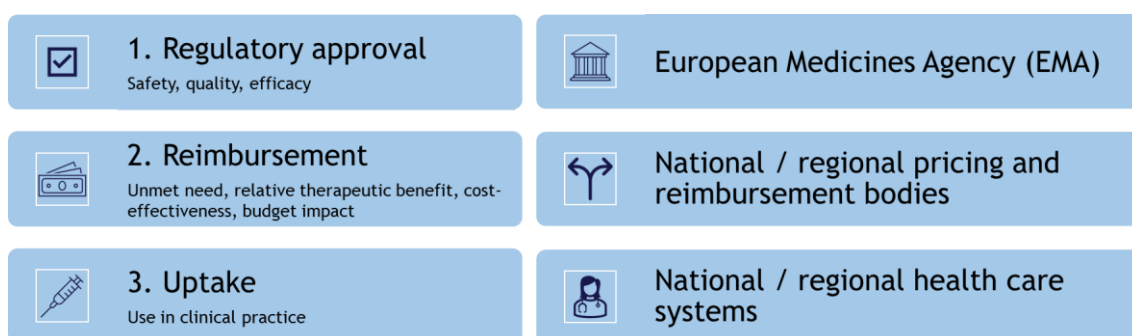 1. Regulatory approval
Safety, quality, efficacy
European Medicines Agency (EMA)
2. Reimbursement
Unmet need, relative therapeutic benefit, cost-
effectiveness, budget impact
National / regional pricing and
reimbursement bodies
3. Uptake
Use in clinical practice
National / regional health care
systems